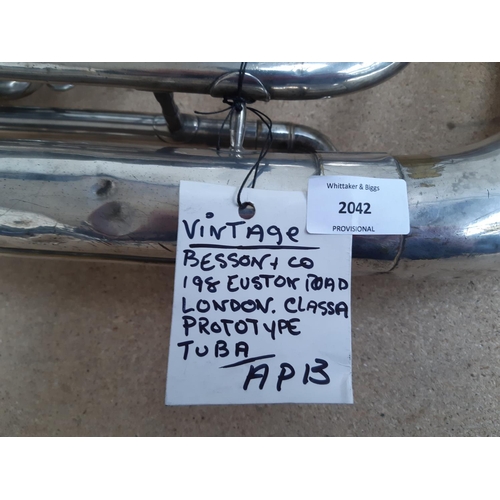 Whittaker & Biggs
2042
PROVISIONAL
VINTAGE
BESSON + CO
198 EUSTON ROAD
LONDON. CLASSA
PROTOTYPE
TUBA
AP13